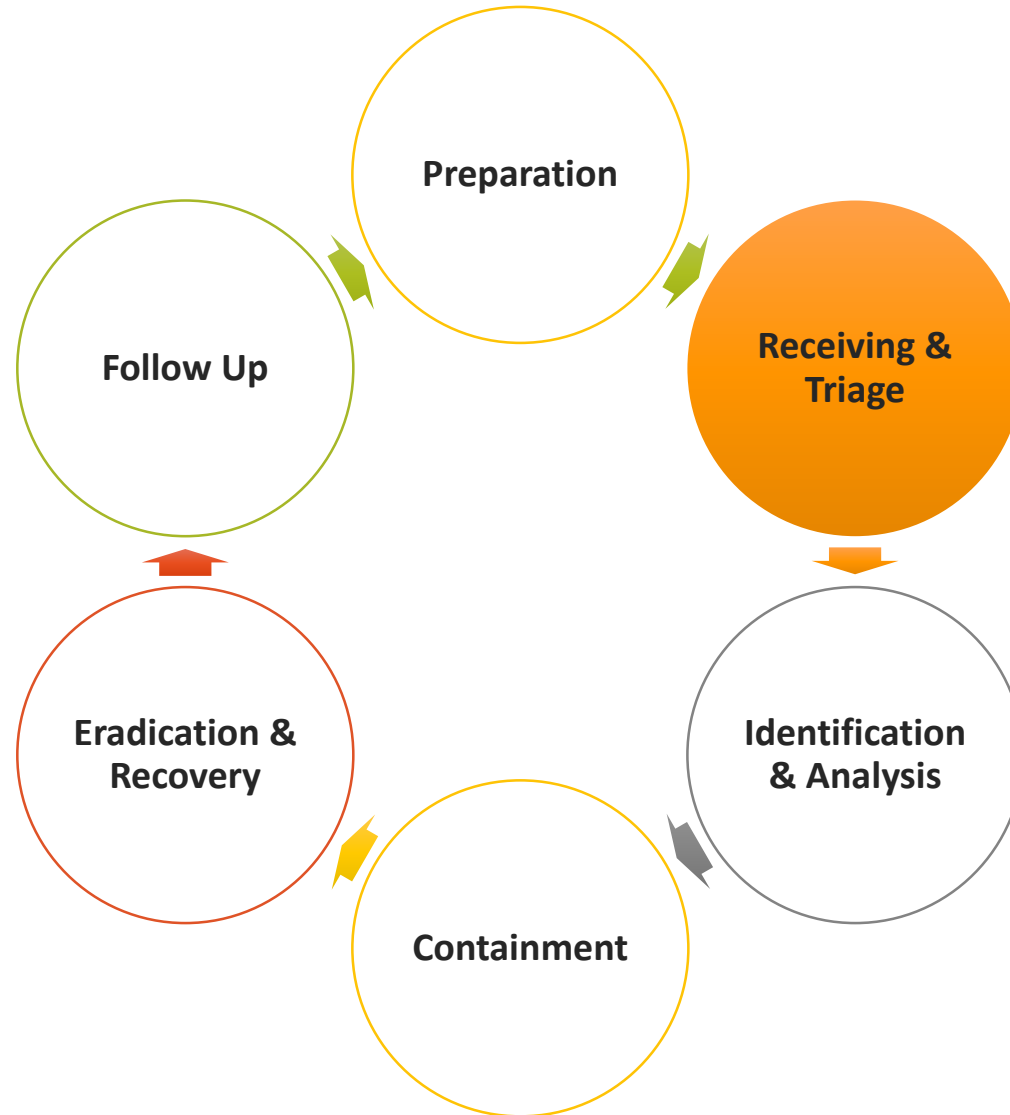 Preparation
Receiving &
Triage
Identification
& Analysis
Containment
Eradication &
Recovery
Follow Up